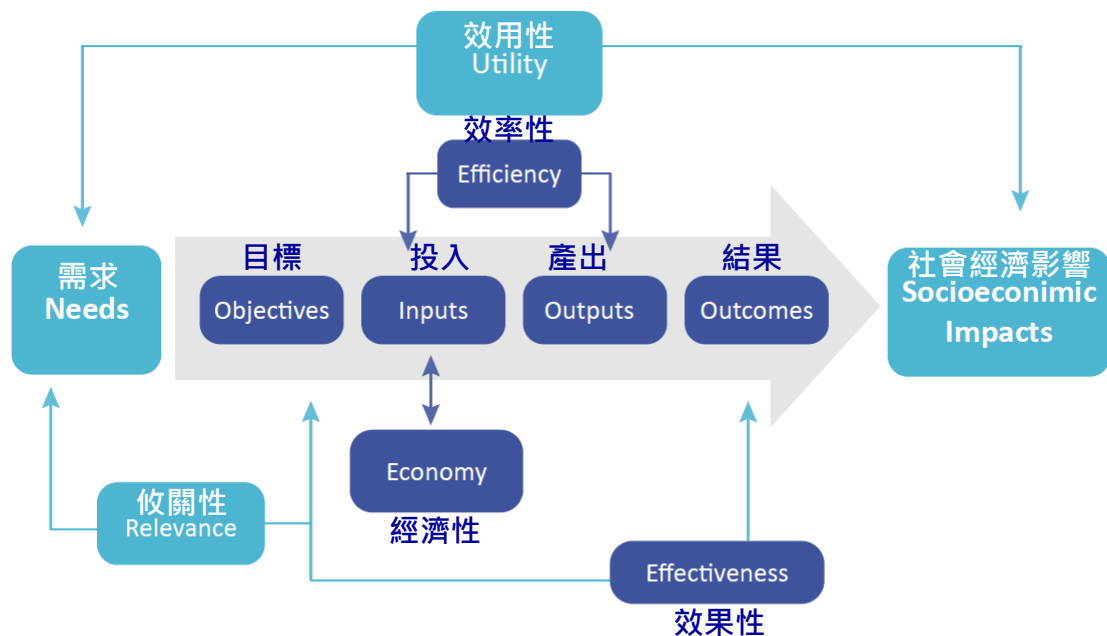 效用性
Utility
效率性
Efficiency
需求
Needs
目標
Objectives
投入
Inputs
產出
Outputs
結果
Outcomes
社會經濟影響
Socioeconimic
Impacts
Economy
經濟性
攸關性
Relevance
Effectiveness
效果性